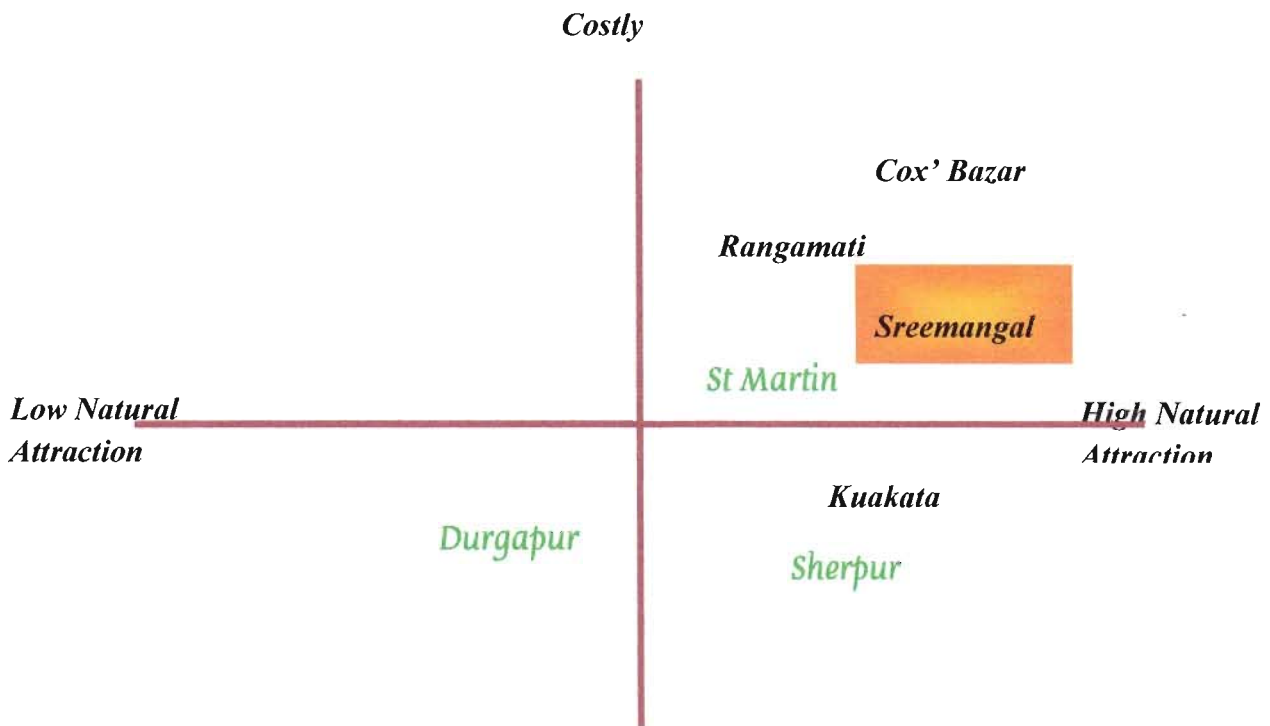 Costly
Cox’ Bazar
Rangamati
Sreemangal
St Martin
Low Natural
Attraction
High Natural
Attraction
Kuakata
Durgapur
Sherpur